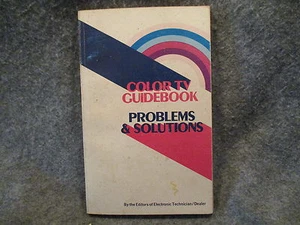 COLOR TV
GUIDEBOOK
PROBLEMS
& SOLUTIONS
By the Editors of Electronic Technician/Dealer